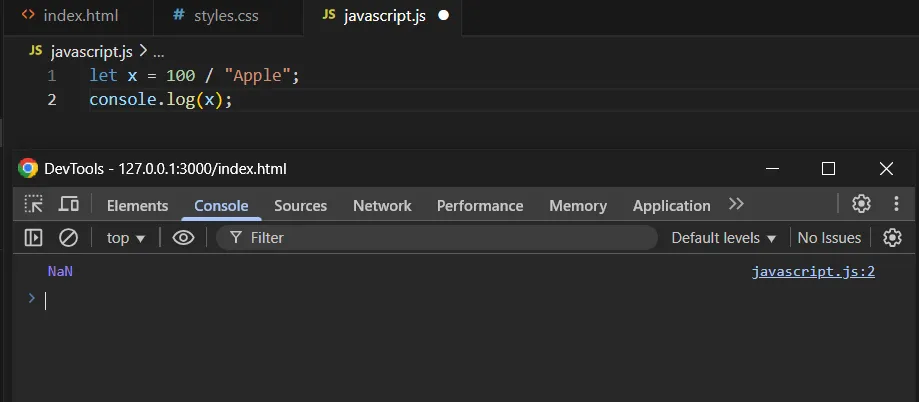 <> index.html # styles.css JS javascript.js
JS javascript.js > ...
1 let x = 100 / "Apple";
2 console.log(x);
DevTools - 127.0.0.1:3000/index.html
Elements Console Sources Network Performance Memory Application >>
top Filter Default levels No Issues
NaN javascript.js:2
>